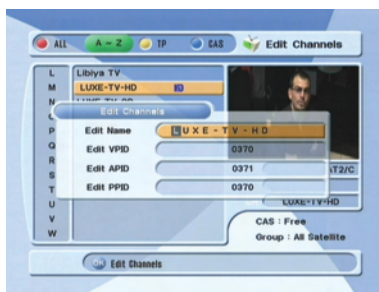 ALL A ~ Z TP CAS Edit Channels
L Libiya TV
M LUXE-TV-HD
N
Edit Channels
P Edit Name LUXE-TV-HD
Q Edit VPID 0370
R
S Edit APID 0371 AT2/C
T Edit PPID 0370
U LUXE-TV-HD
V CAS : Free
W Group : All Satellite
OK Edit Channels